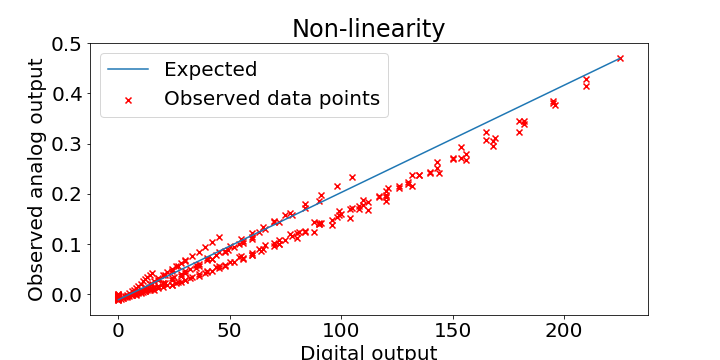 Non-linearity
0.5
0.4
0.3
0.2
0.1
0.0
Observed analog output
Expected
Observed data points
0 50 100 150 200
Digital output